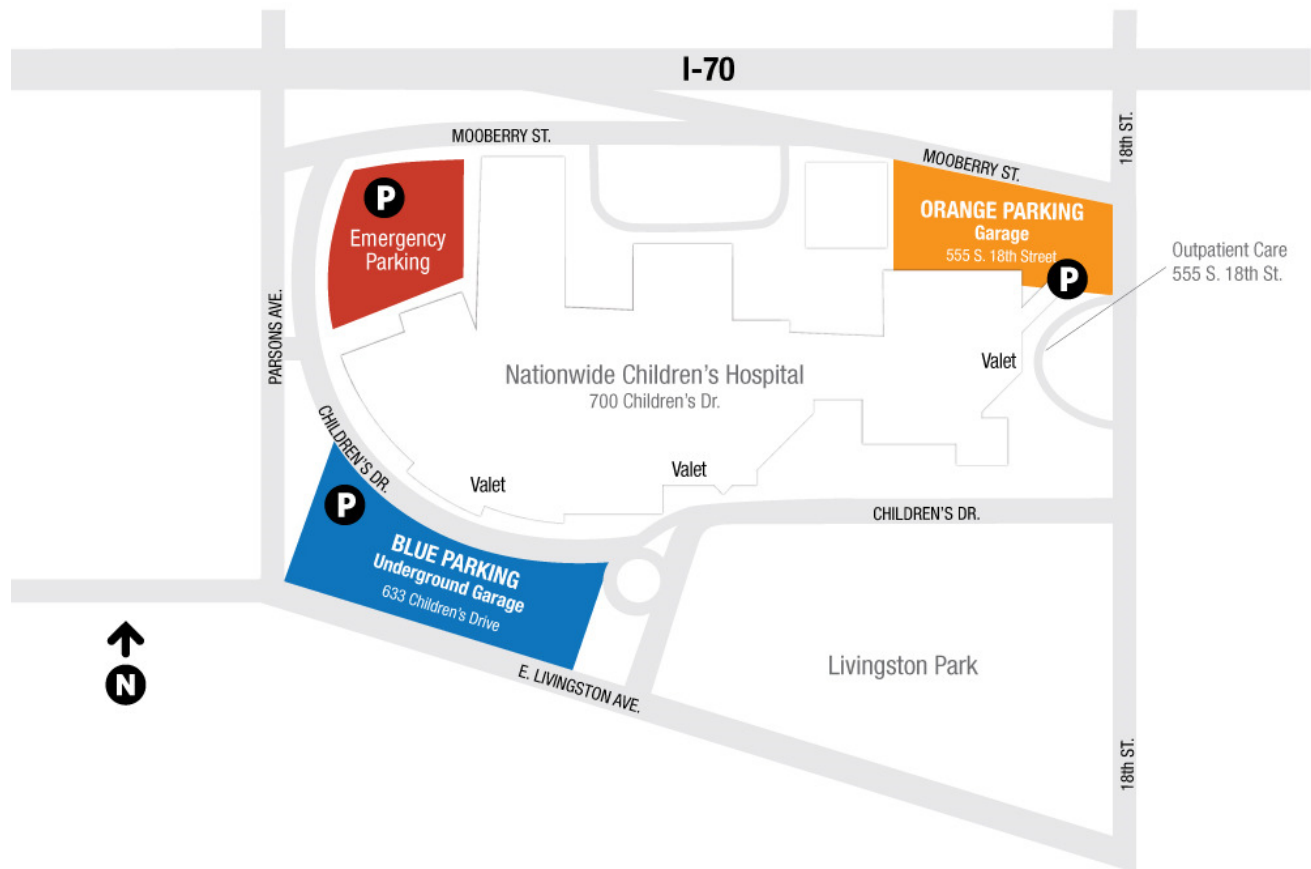 I-70
MOOBERRY ST.
MOOBERRY ST.
18th ST.
P
Emergency
Parking
ORANGE PARKING
Garage
555 S. 18th Street
P
Outpatient Care
555 S. 18th St.
PARSONS AVE.
Valet
Nationwide Children's Hospital
700 Children's Dr.
CHILDREN'S DR.
Valet
Valet
P
CHILDREN'S DR.
BLUE PARKING
Underground Garage
633 Children's Drive
N
E. LIVINGSTON AVE.
Livingston Park
18th ST.